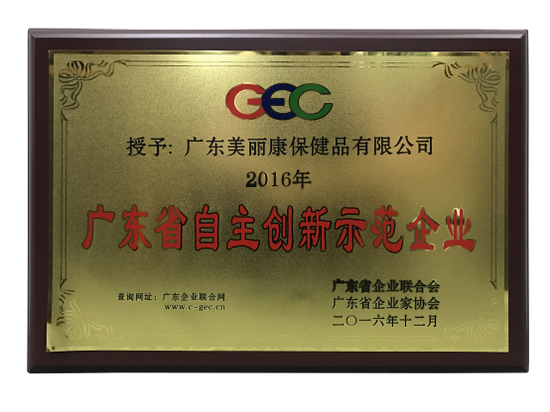 GEC
授予: 广东美丽康保健品有限公司
2016年
广东省自主创新示范企业
查询网址: 广东企业联合网
www.c-gec.cn
广东省企业联合会
广东省企业家协会
二〇一六年十二月